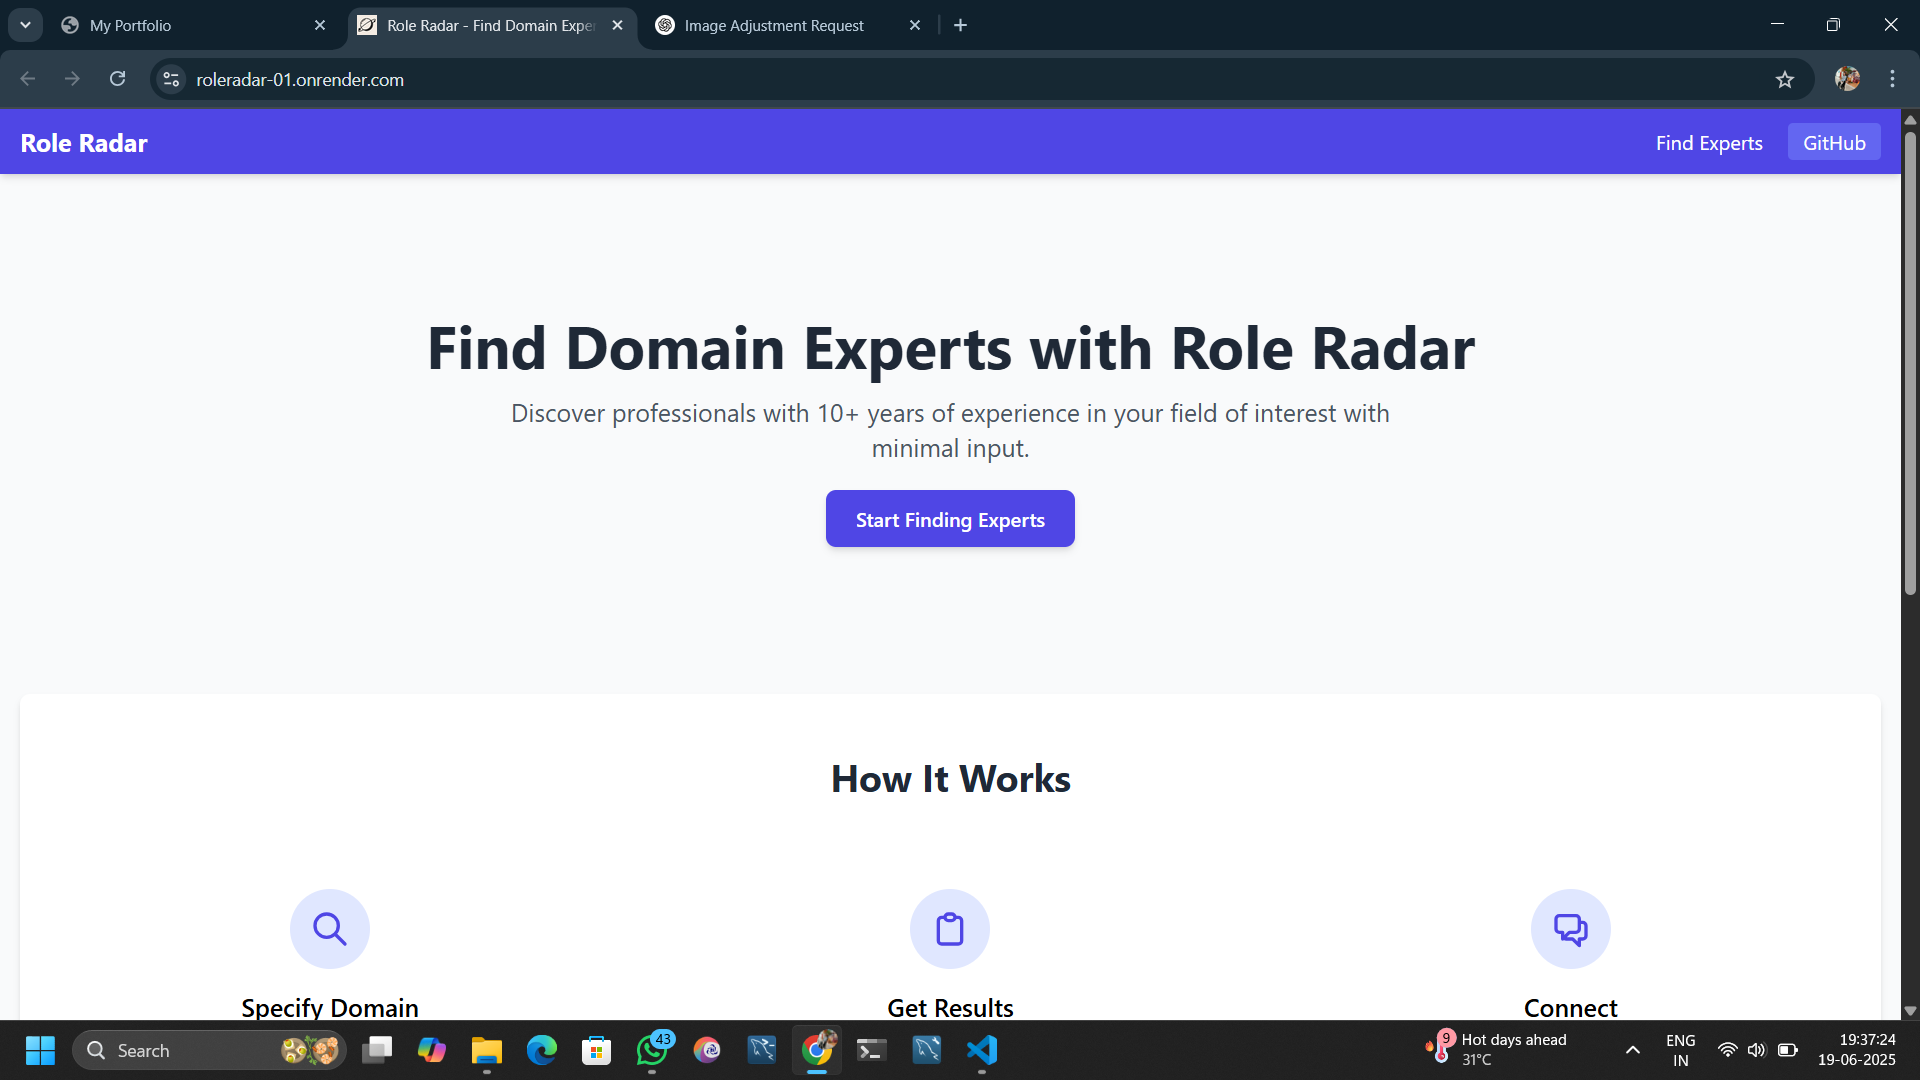 My Portfolio
Role Radar - Find Domain Exper
Image Adjustment Request
roleradar-01.onrender.com
Role Radar
Find Experts
GitHub
Find Domain Experts with Role Radar
Discover professionals with 10+ years of experience in your field of interest with
minimal input.
Start Finding Experts
How It Works
Specify Domain
Get Results
Connect
Search
43
9
Hot days ahead
31°C
ENG
IN
19:37:24
19-06-2025